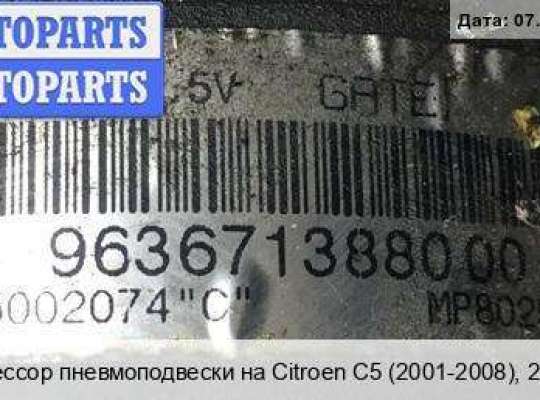 TOPARTS
Дата: 07.
TOPARTS
.5V GATE
9636713880 00
5002074 "C" MP802
ессор пневмоподвески на Citroen C5 (2001-2008), 2